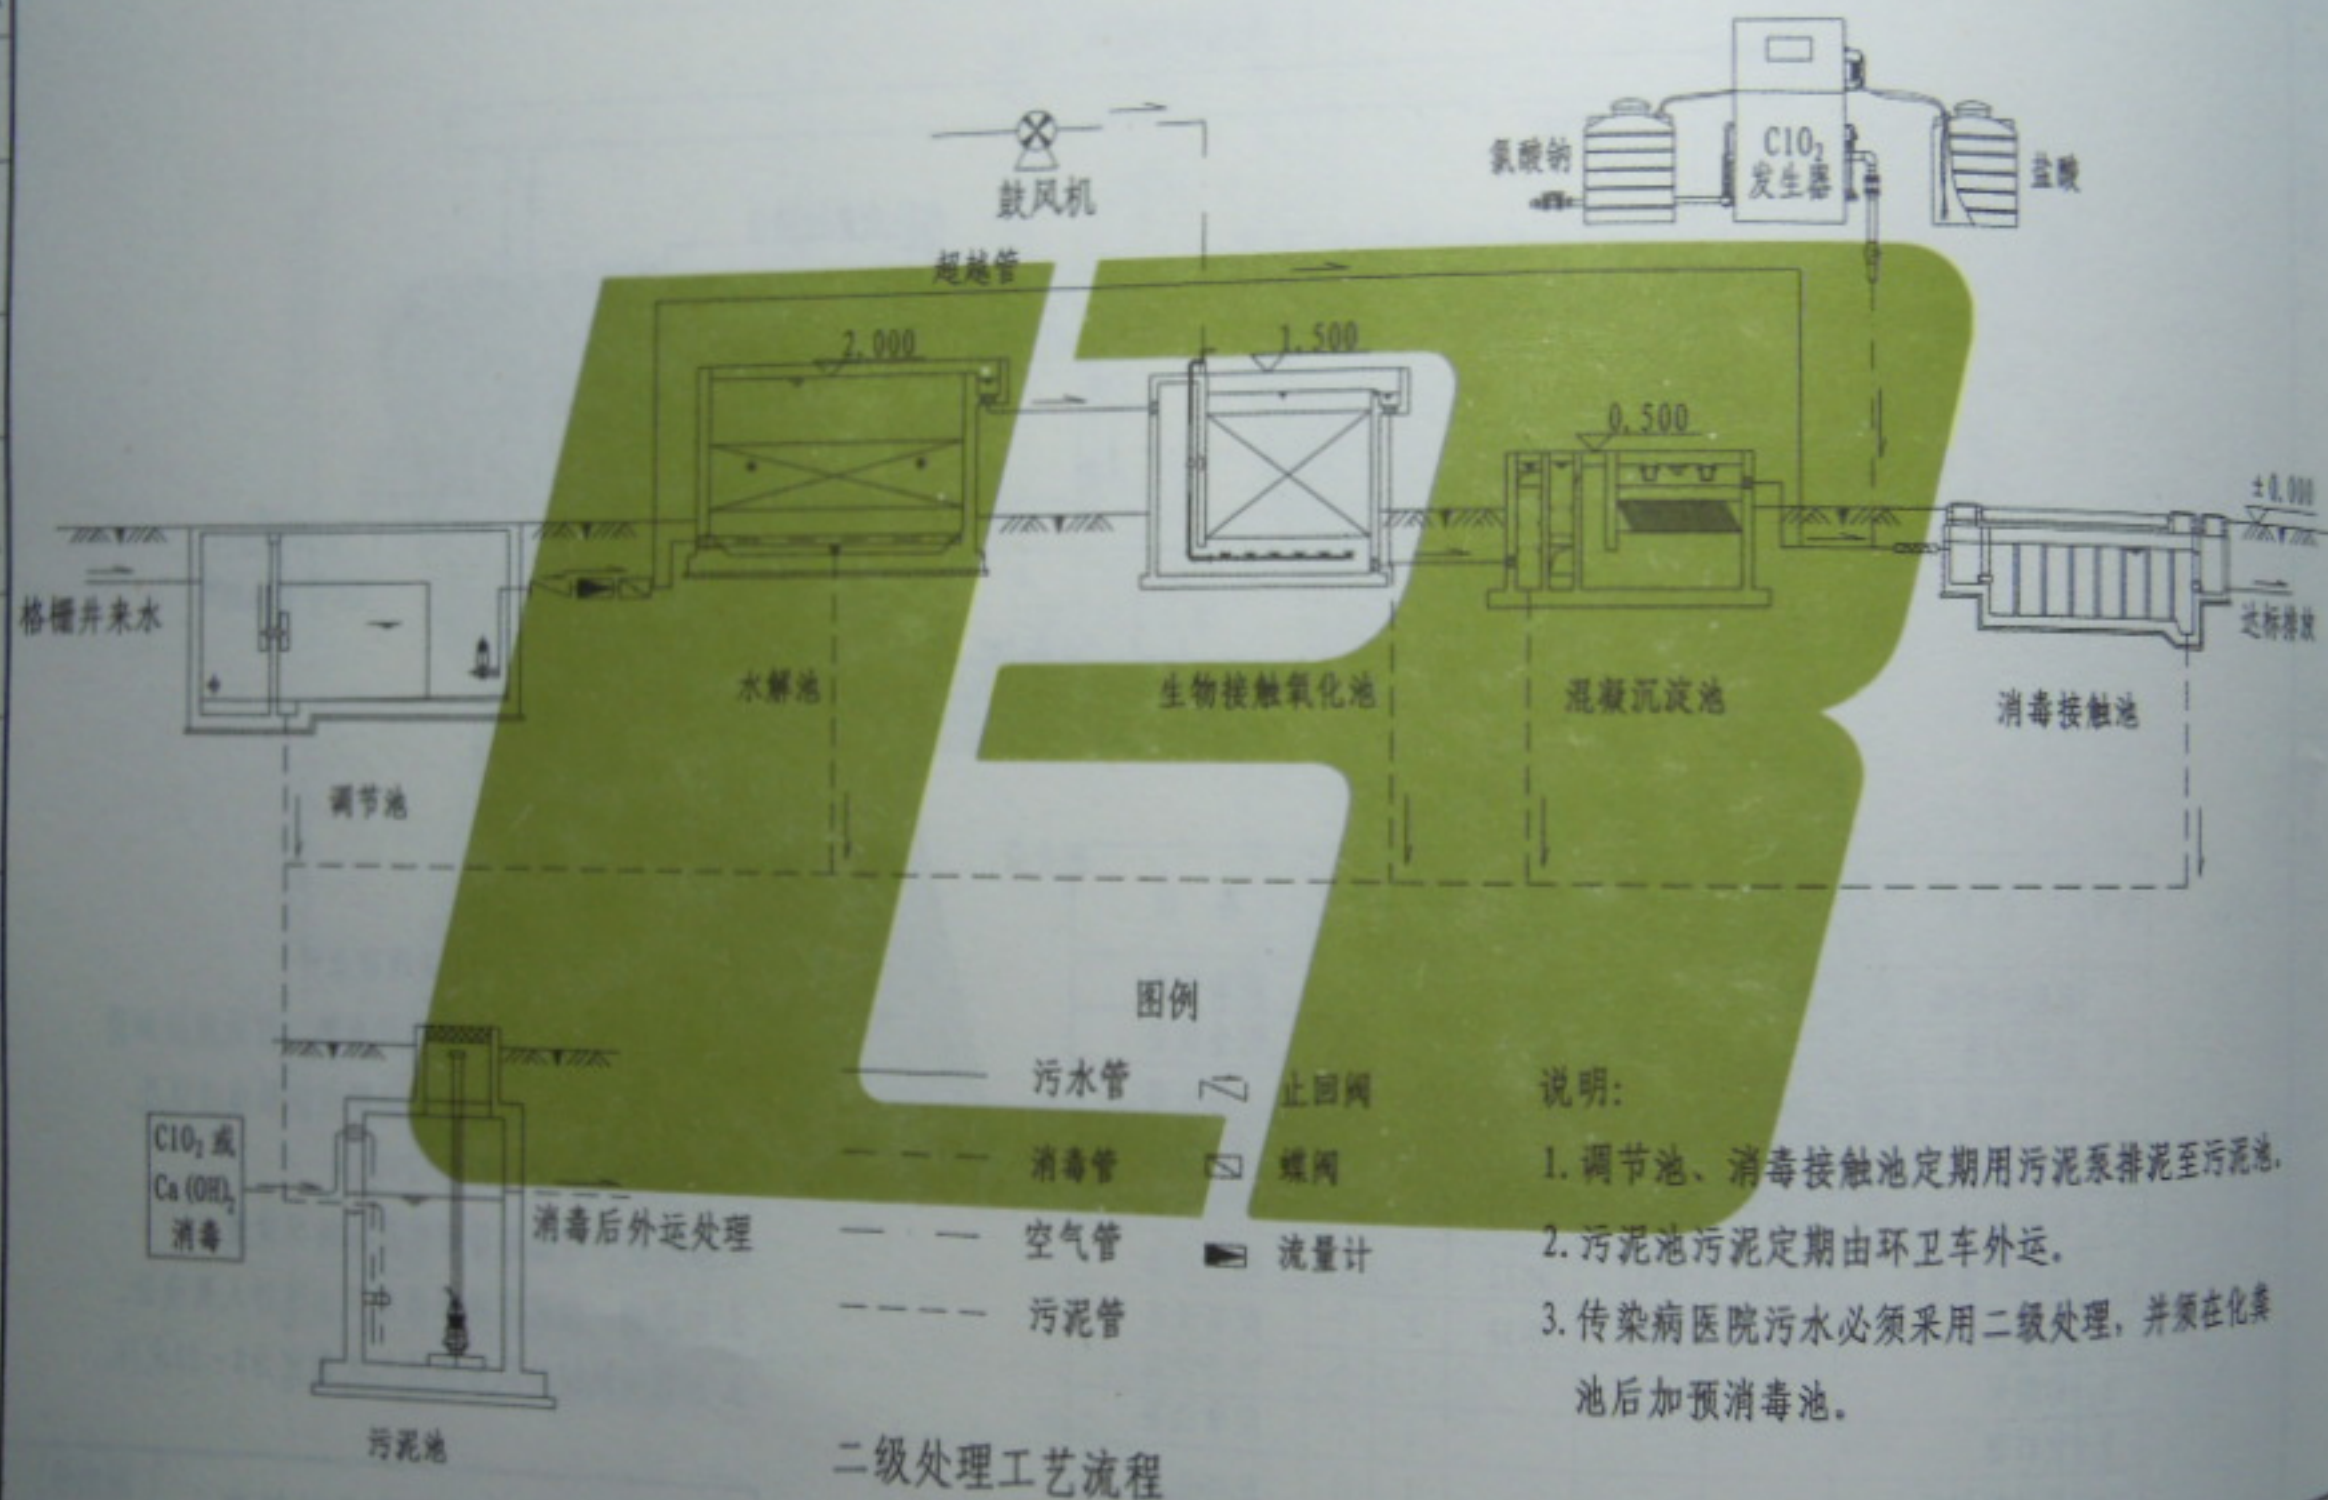 鼓风机
氯酸钠
ClO₂
发生器
盐酸
超越管
2.000
1.500
0.500
±0.000
格栅井来水
达标排放
水解池
生物接触氧化池
混凝沉淀池
消毒接触池
调节池
图例
污水管
止回阀
消毒管
蝶阀
空气管
流量计
污泥管
ClO₂或
Ca(OH)₂
消毒
消毒后外运处理
污泥池
说明:
1. 调节池、消毒接触池定期用污泥泵排泥至污泥池.
2. 污泥池污泥定期由环卫车外运.
3. 传染病医院污水必须采用二级处理, 并须在化粪
池后加预消毒池。
二级处理工艺流程